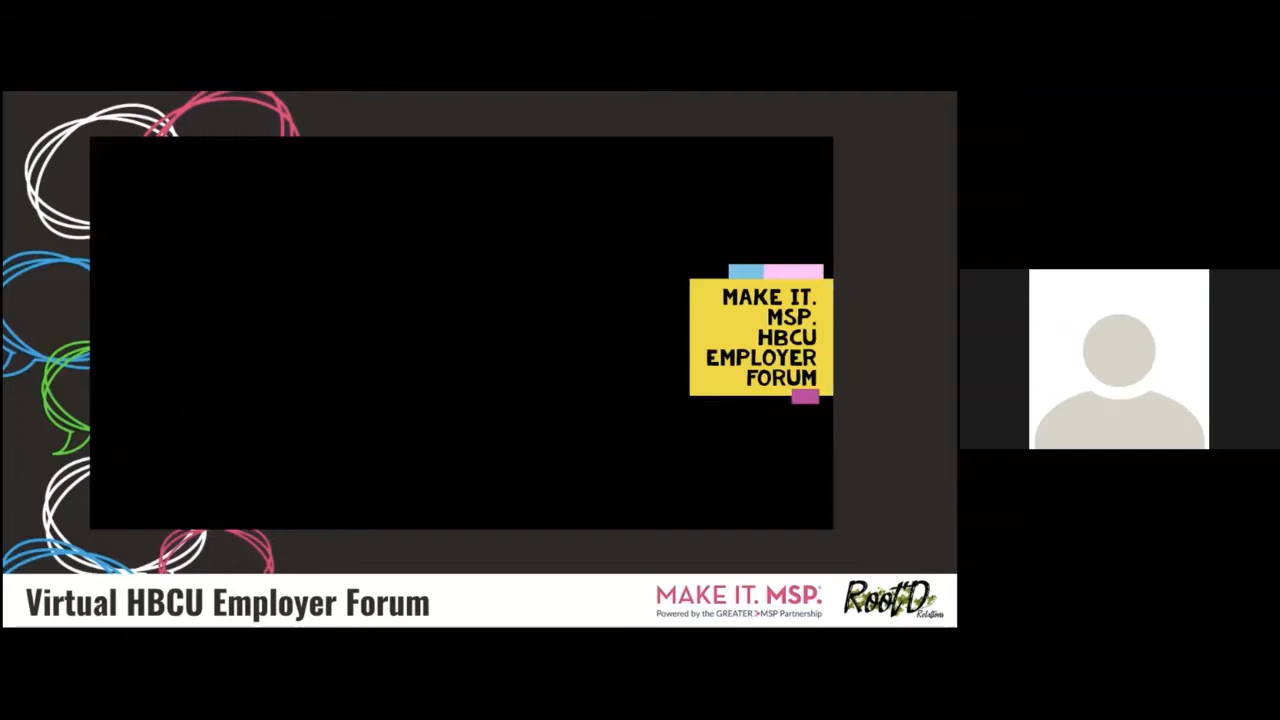 MAKE IT.
MSP.
HBCU
EMPLOYER
FORUM
Virtual HBCU Employer Forum
MAKE IT. MSP.
Powered by the GREATER>MSP Partnership
Root'D
Relations